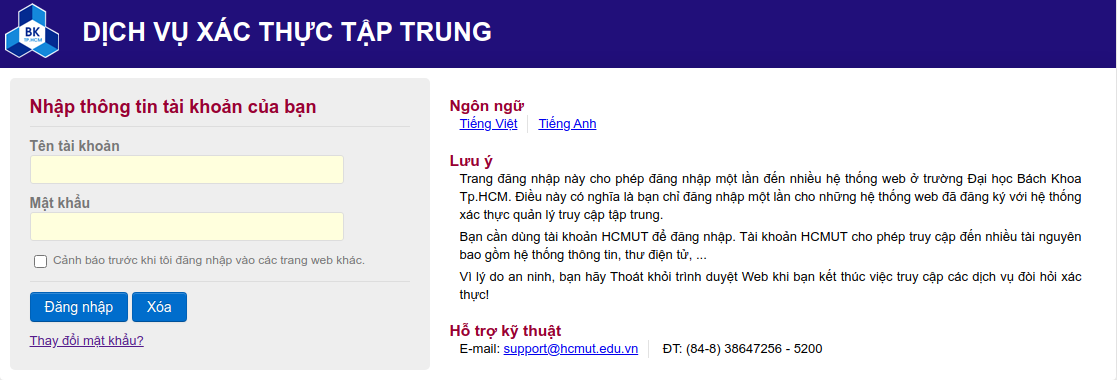 BK
TP.HCM
DỊCH VỤ XÁC THỰC TẬP TRUNG
Nhập thông tin tài khoản của bạn
Tên tài khoản
Mật khẩu
Cảnh báo trước khi tôi đăng nhập vào các trang web khác.
Đăng nhập Xóa
Thay đổi mật khẩu?
Ngôn ngữ
Tiếng Việt Tiếng Anh
Lưu ý
Trang đăng nhập này cho phép đăng nhập một lần đến nhiều hệ thống web ở trường Đại học Bách Khoa
Tp.HCM. Điều này có nghĩa là bạn chỉ đăng nhập một lần cho những hệ thống web đã đăng ký với hệ thống
xác thực quản lý truy cập tập trung.
Bạn cần dùng tài khoản HCMUT để đăng nhập. Tài khoản HCMUT cho phép truy cập đến nhiều tài nguyên
bao gồm hệ thống thông tin, thư điện tử, ...
Vì lý do an ninh, bạn hãy Thoát khỏi trình duyệt Web khi bạn kết thúc việc truy cập các dịch vụ đòi hỏi xác
thực!
Hỗ trợ kỹ thuật
E-mail: support@hcmut.edu.vn ĐT: (84-8) 38647256 - 5200